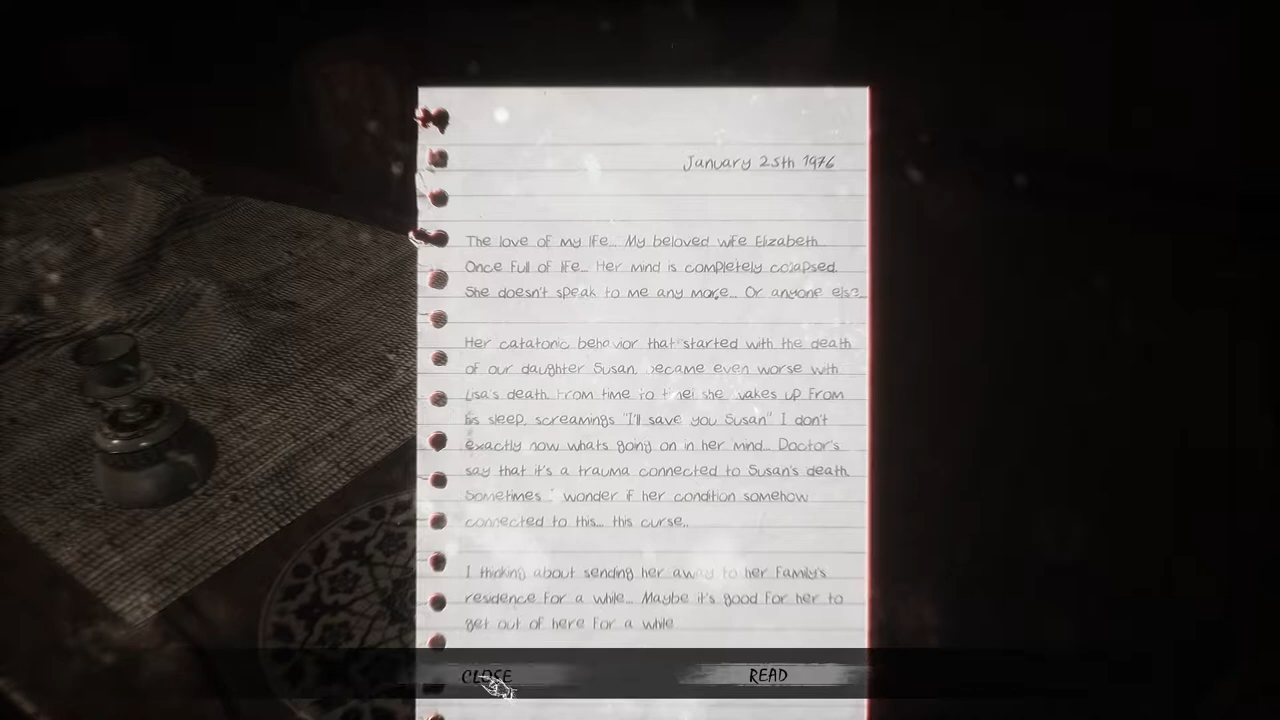 January 25th 1976
The love of my life... My beloved wife Elizabeth...
Once full of life... Her mind is completely colapsed.
She doesn't speak to me any more... Or anyone else...
Her catatonic behavior that started with the death
of our daughter Susan, became even worse with
Lisa's death. From time to time she wakes up from
his sleep, screamings "I'll save you Susan" I don't
exactly now whats going on in her mind... Doctor's
say that it's a trauma connected to Susan's death.
Sometimes I wonder if her condition somehow
connected to this... this curse..
I thinking about sending her away to her family's
residence for a while... Maybe it's good for her to
get out of here for a while
CLOSE
READ